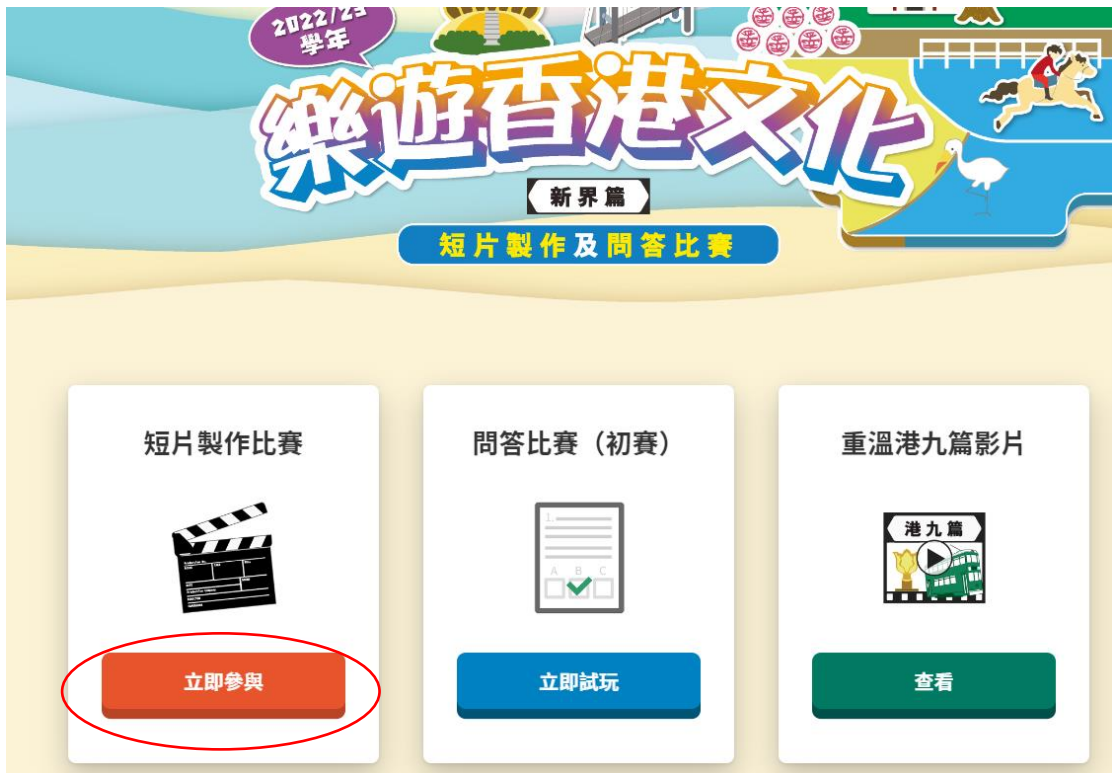 2022/23
學年
樂遊香港文化
新界篇
短片製作及問答比賽
短片製作比賽
問答比賽（初賽）
重溫港九篇影片
1.
A B C
港九篇
立即參與
立即試玩
查看